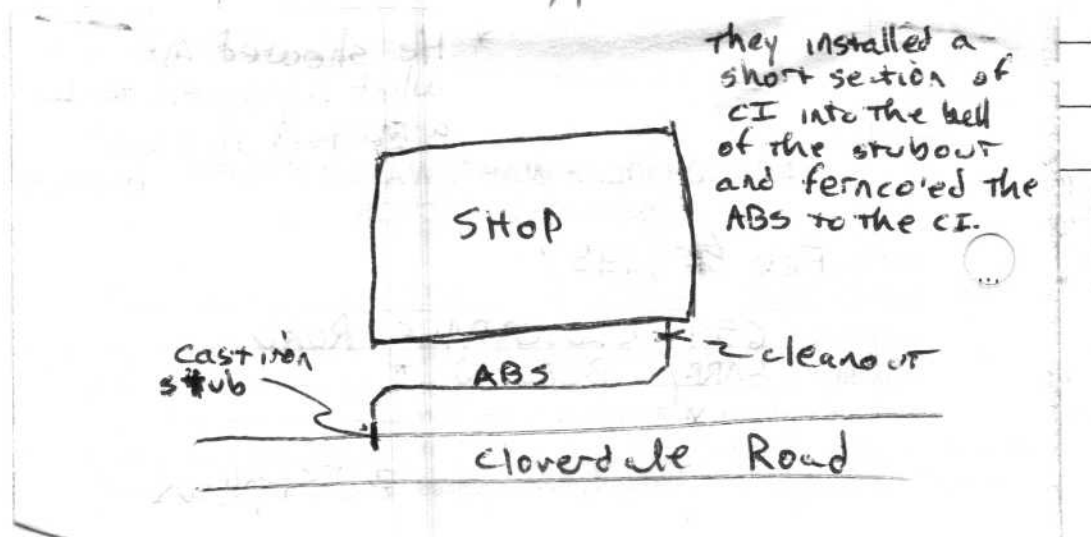 They installed a
short section of
CI into the bell
of the stubout
and fernco'ed the
ABS to the CI.
SHOP
cast iron
stub
ABS
cleanout
Cloverdale Road